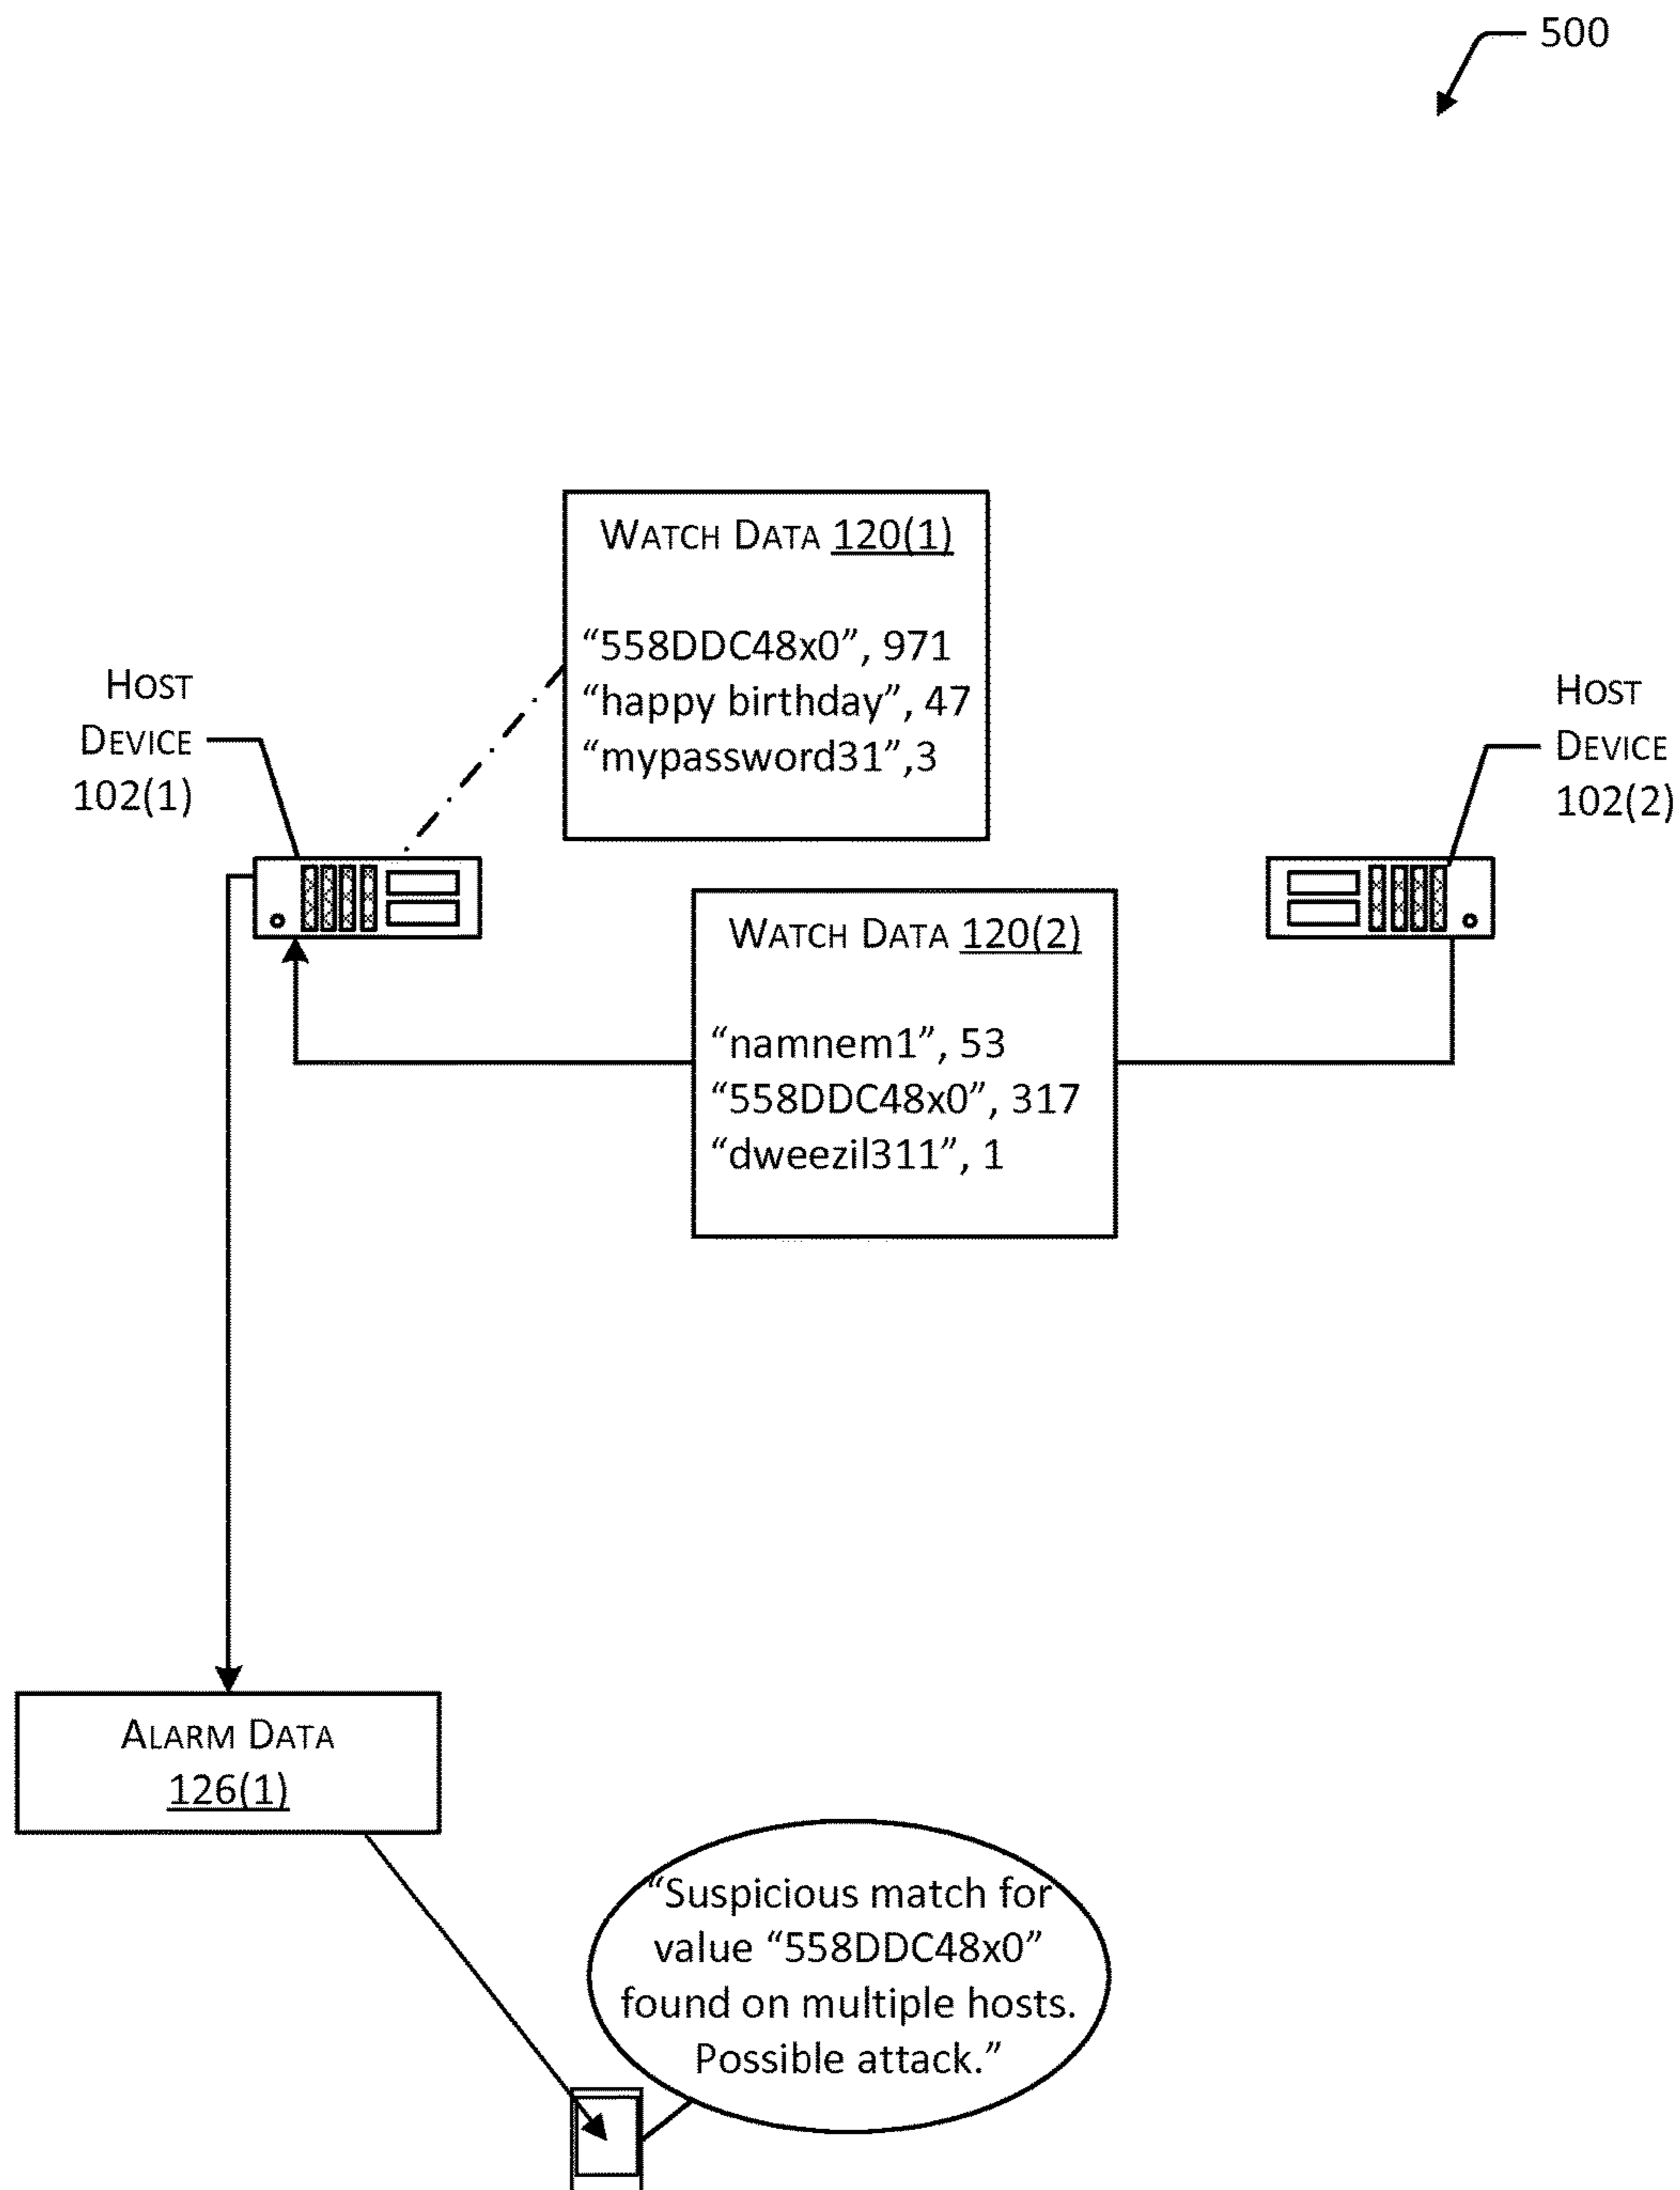 500
WATCH DATA 120(1)
“558DDC48x0”, 971
“happy birthday”, 47
“mypassword31”,3
HOST
DEVICE
102(1)
HOST
DEVICE
102(2)
WATCH DATA 120(2)
“namnem1”, 53
“558DDC48x0”, 317
“dweezil311”, 1
ALARM DATA
126(1)
“Suspicious match for
value “558DDC48x0”
found on multiple hosts.
Possible attack.”